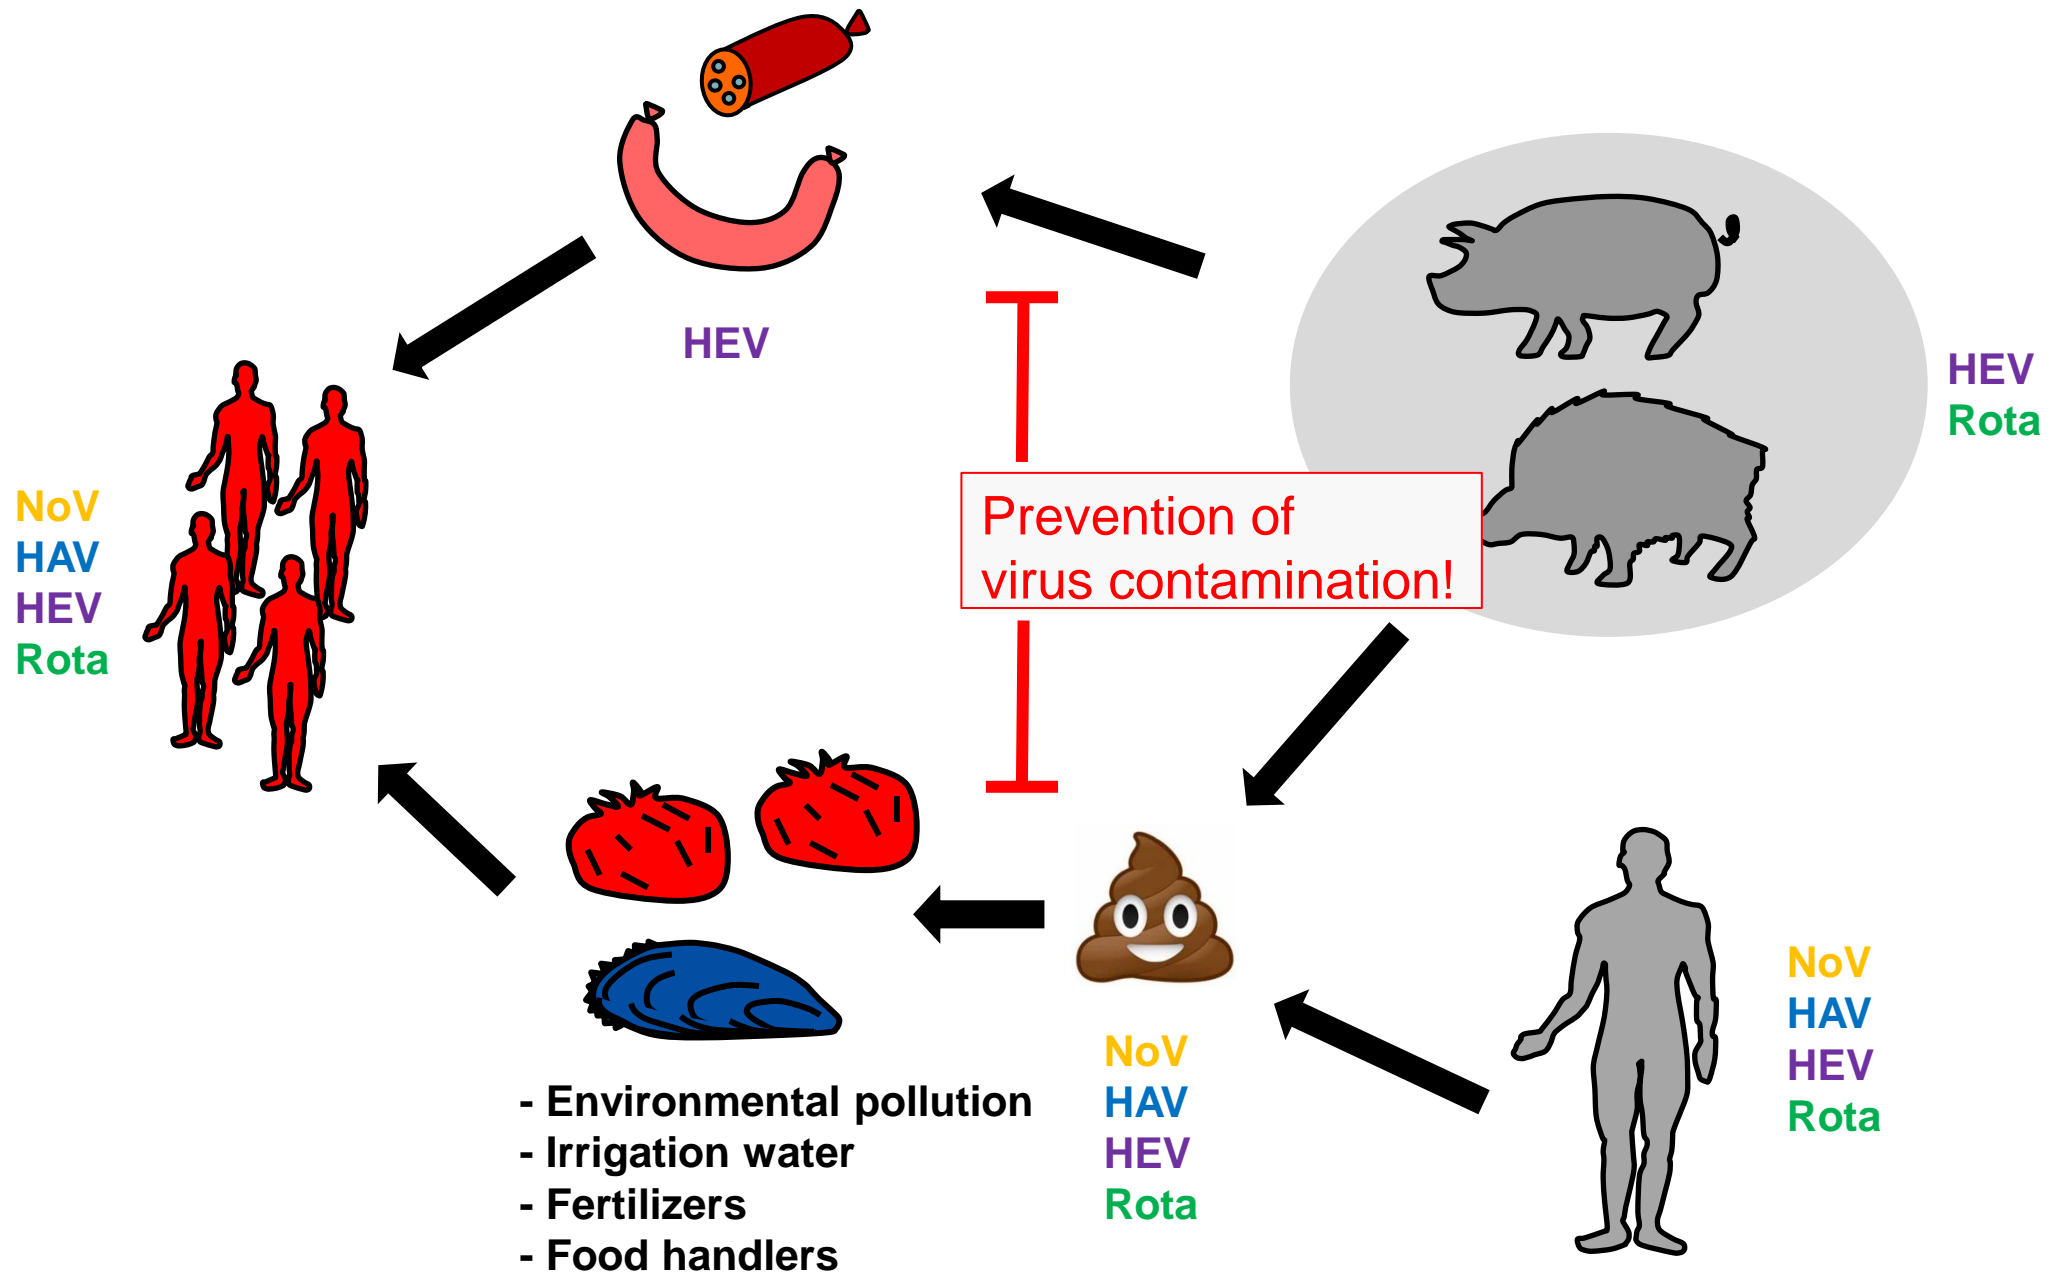 HEV
HEV
Rota
NoV
HAV
HEV
Rota
Prevention of
virus contamination!
- Environmental pollution
- Irrigation water
- Fertilizers
- Food handlers
NoV
HAV
HEV
Rota
NoV
HAV
HEV
Rota